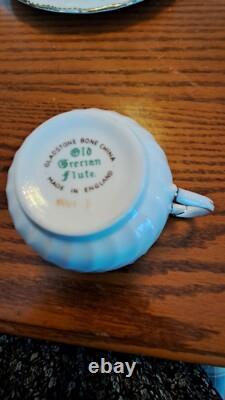 GLADSTONE BONE CHINA
Old
Grecian
Flute.
MADE IN ENGLAND
ebay